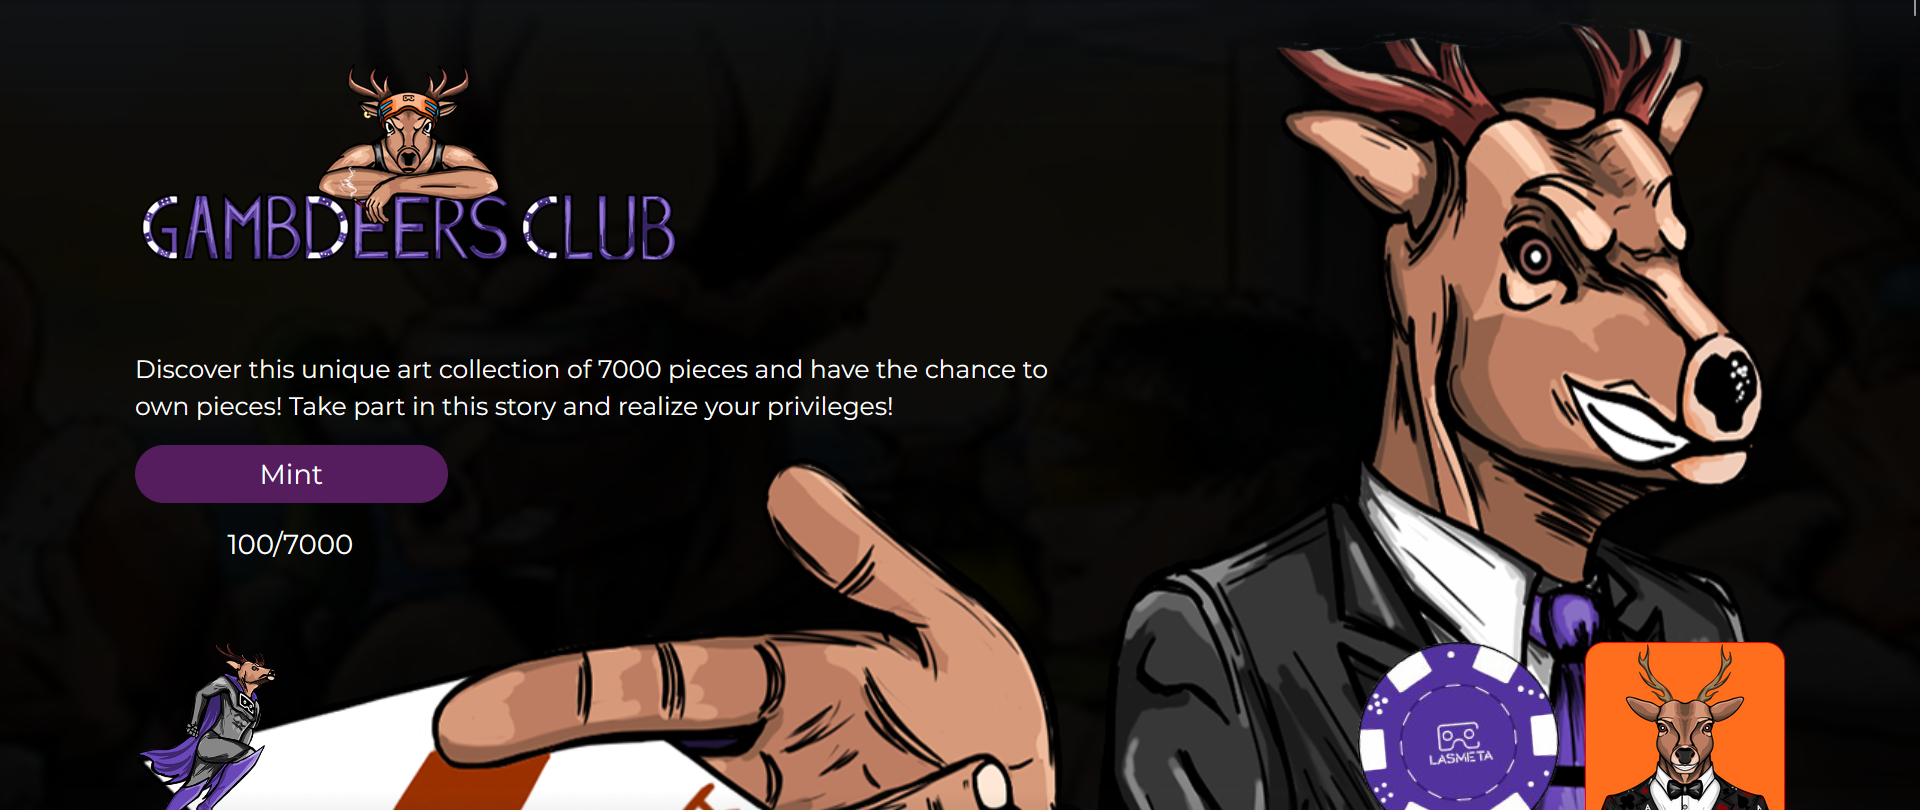 GAMBDEERS CLUB
Discover this unique art collection of 7000 pieces and have the chance to
own pieces! Take part in this story and realize your privileges!
Mint
100/7000
LASMETA